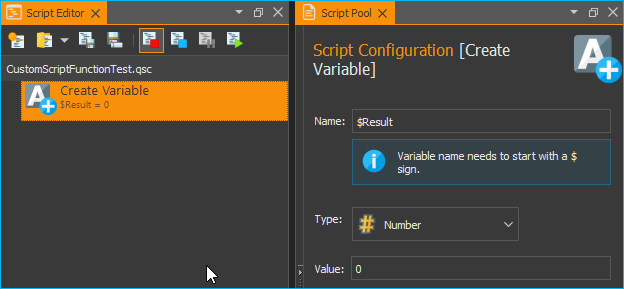 Script Editor
CustomScriptFunctionTest.qsc
Create Variable
$Result = 0
Script Pool
Script Configuration [Create
Variable]
Name:
$Result
Variable name needs to start with a $
sign.
Type:
Number
Value:
0